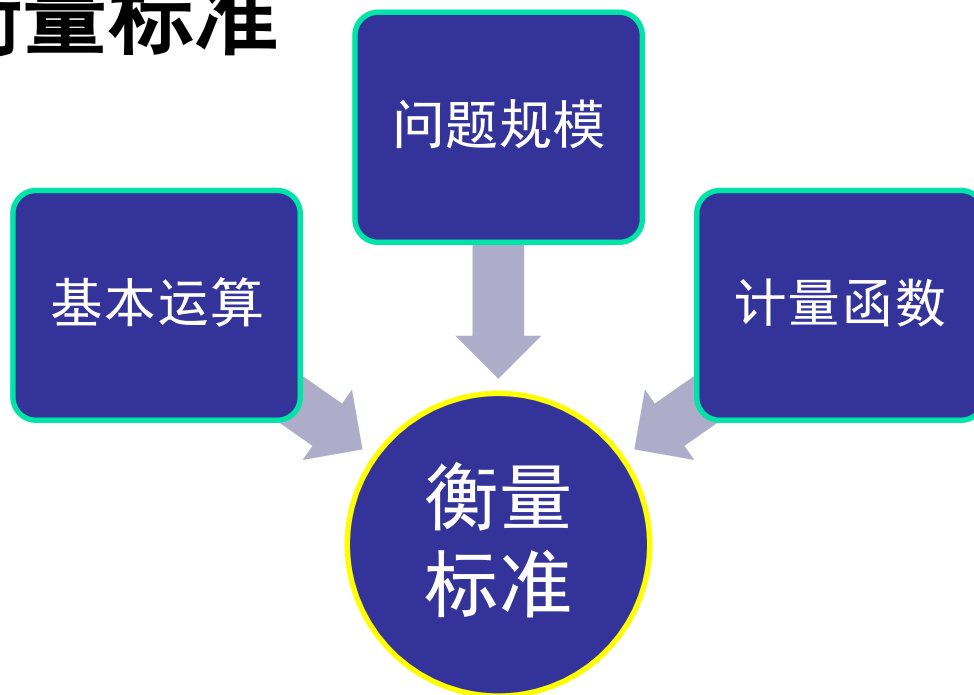 衡量标准
问题规模
基本运算
计量函数
衡量
标准